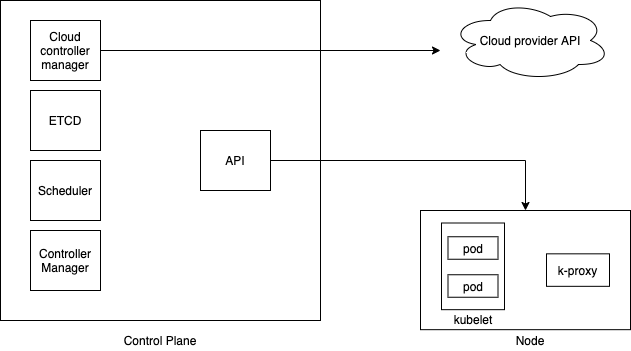 Cloud
controller
manager
Cloud provider API
ETCD
API
Scheduler
Controller
Manager
pod
pod
k-proxy
kubelet
Control Plane
Node